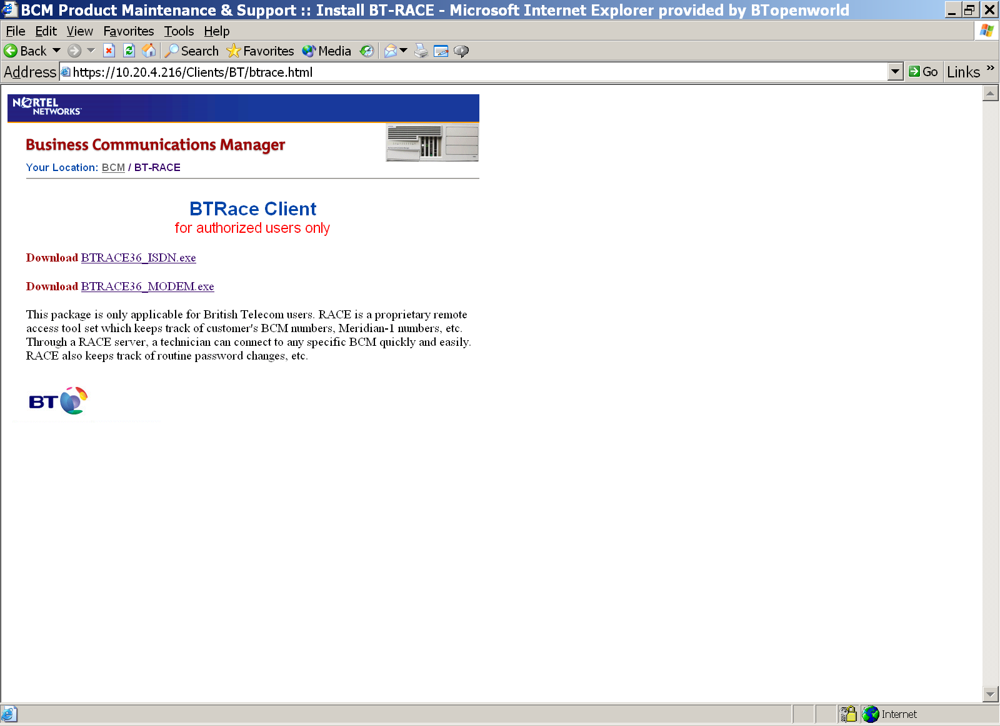 BCM Product Maintenance & Support :: Install BT-RACE - Microsoft Internet Explorer provided by BTopenworld
File Edit View Favorites Tools Help
Back Search Favorites Media
Address https://10.20.4.216/Clients/BT/btrace.html Go Links »
NORTEL
NETWORKS
Business Communications Manager
Your Location: BCM / BT-RACE
BTRace Client
for authorized users only
Download BTRACE36_ISDN.exe
Download BTRACE36_MODEM.exe
This package is only applicable for British Telecom users. RACE is a proprietary remote
access tool set which keeps track of customer's BCM numbers, Meridian-1 numbers, etc.
Through a RACE server, a technician can connect to any specific BCM quickly and easily.
RACE also keeps track of routine password changes, etc.
BT
Internet